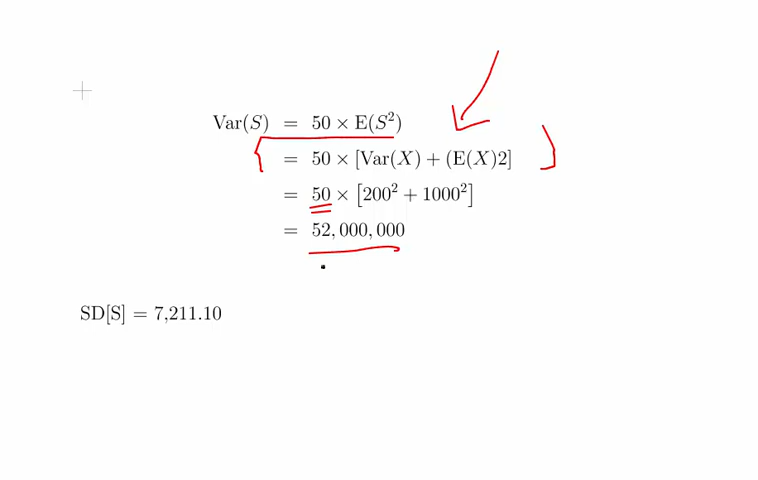 Var(S) = 50 × E(S²)
= 50 × [Var(X) + (E(X)2]
= 50 × [200² + 1000²]
= 52,000,000
SD[S] = 7,211.10